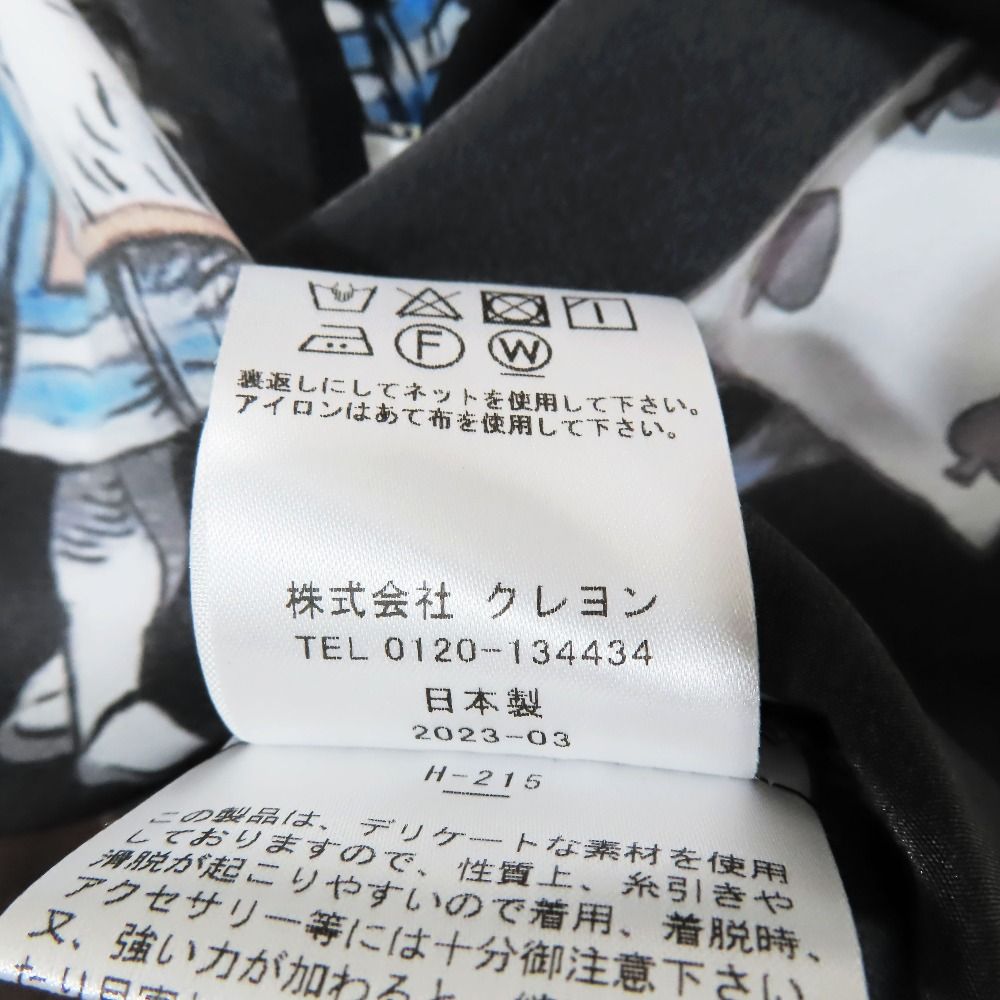 F W
裏返しにしてネットを使用して下さい。
アイロンはあて布を使用して下さい。
株式会社 クレヨン
TEL 0120-134434
日本製
2023-03
H-215
この製品は、デリケートな素材を使用
しておりますので、性質上、糸引きや
滑脱が起こりやすいので着用、着脱時、
アクセサリー等には十分御注意下さい
又、強い力が加わると、